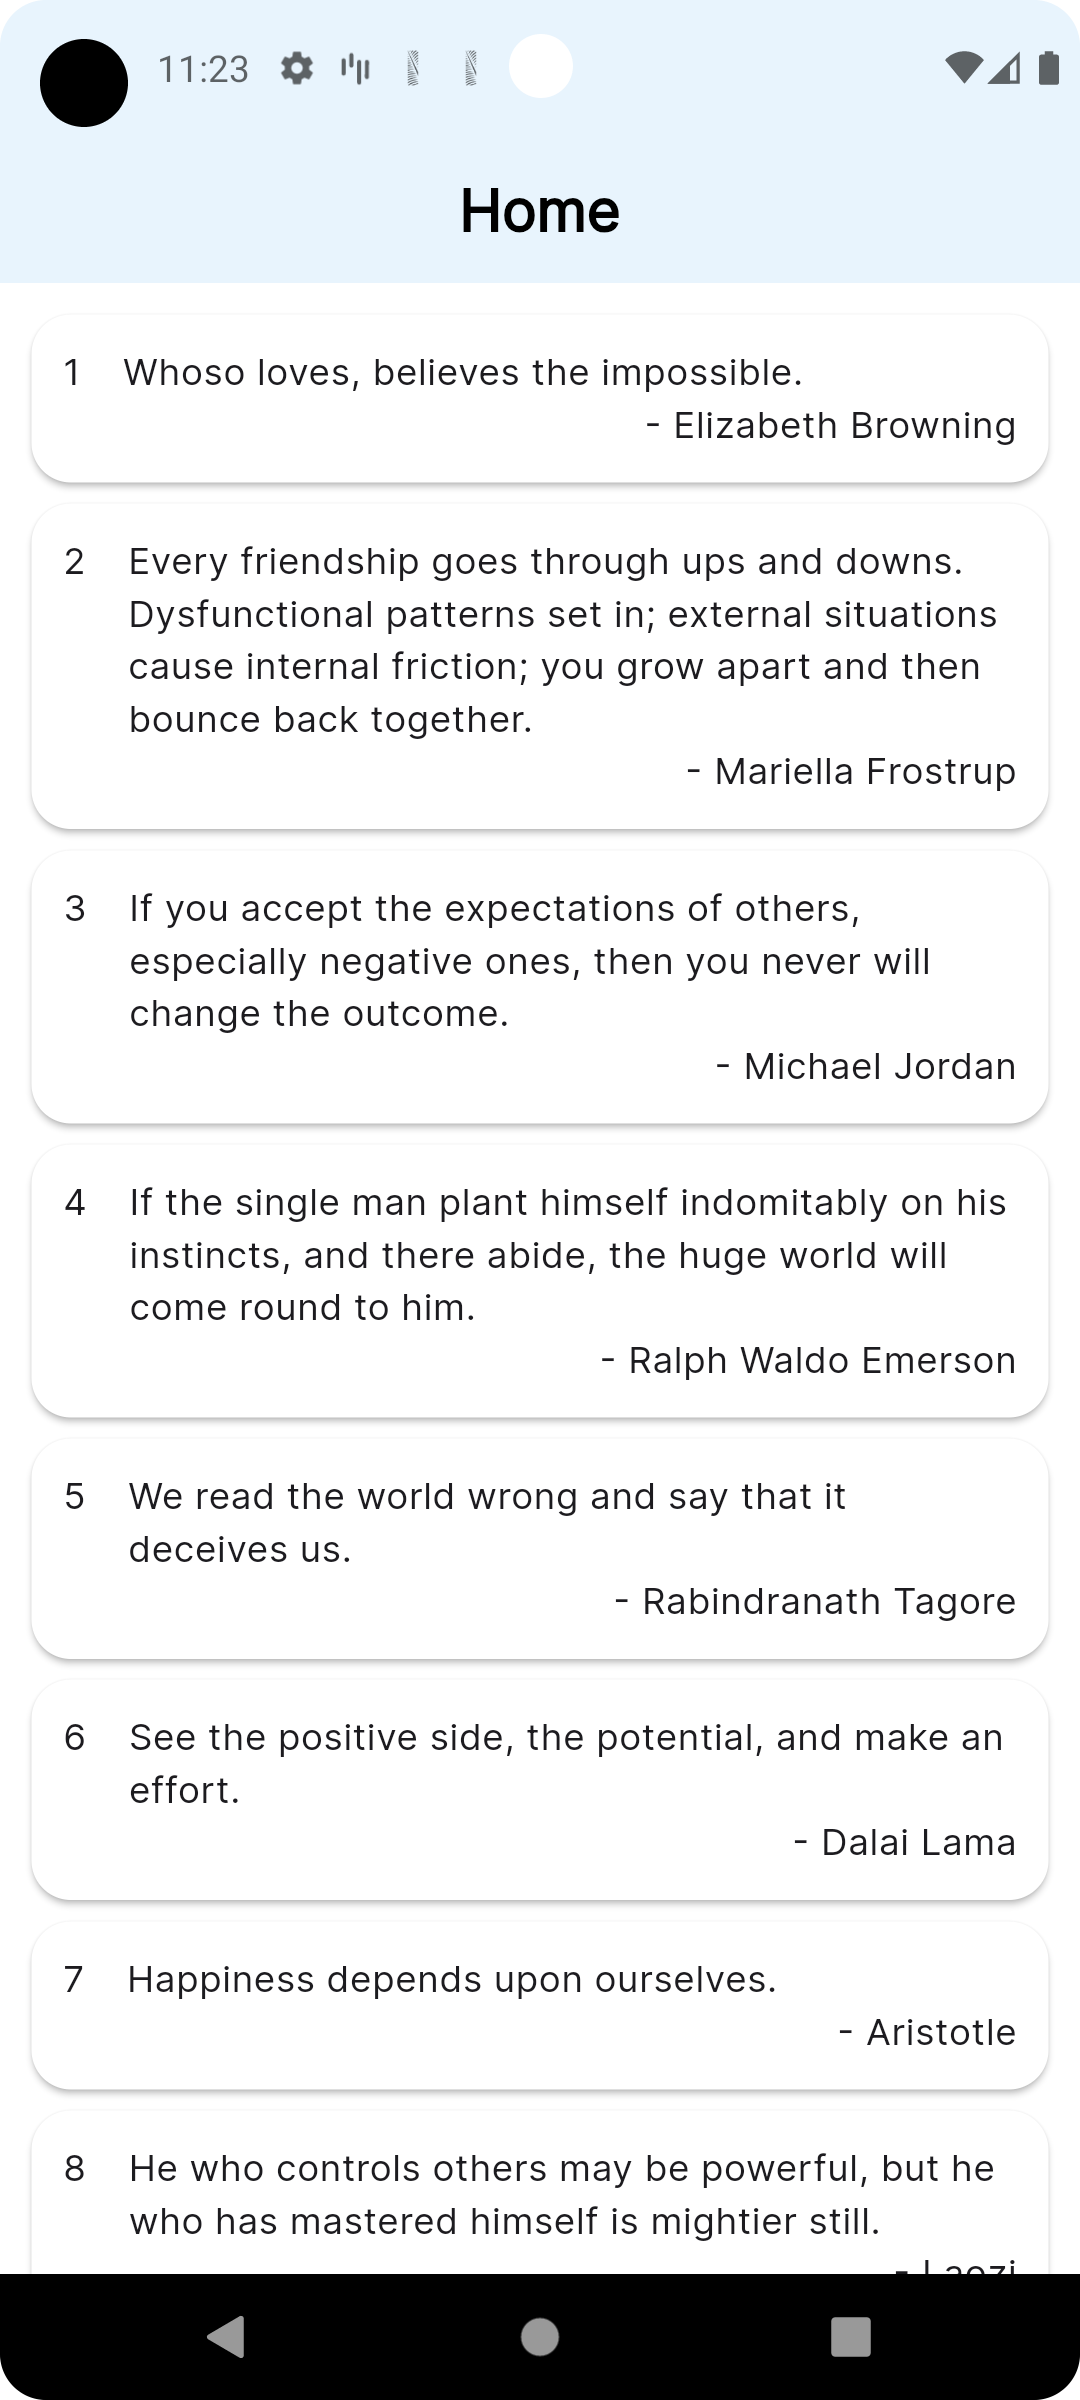 11:23
Home
1 Whoso loves, believes the impossible.
- Elizabeth Browning
2 Every friendship goes through ups and downs.
Dysfunctional patterns set in; external situations
cause internal friction; you grow apart and then
bounce back together.
- Mariella Frostrup
3 If you accept the expectations of others,
especially negative ones, then you never will
change the outcome.
- Michael Jordan
4 If the single man plant himself indomitably on his
instincts, and there abide, the huge world will
come round to him.
- Ralph Waldo Emerson
5 We read the world wrong and say that it
deceives us.
- Rabindranath Tagore
6 See the positive side, the potential, and make an
effort.
- Dalai Lama
7 Happiness depends upon ourselves.
- Aristotle
8 He who controls others may be powerful, but he
who has mastered himself is mightier still.
- Laozi